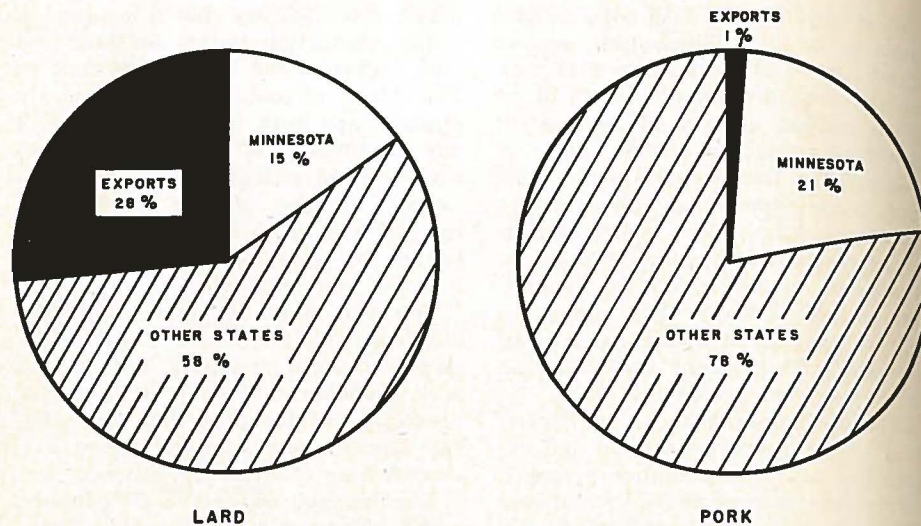 MINNESOTA
15 %
EXPORTS
28 %
OTHER STATES
58 %
LARD
EXPORTS
1 %
MINNESOTA
21 %
OTHER STATES
78 %
PORK